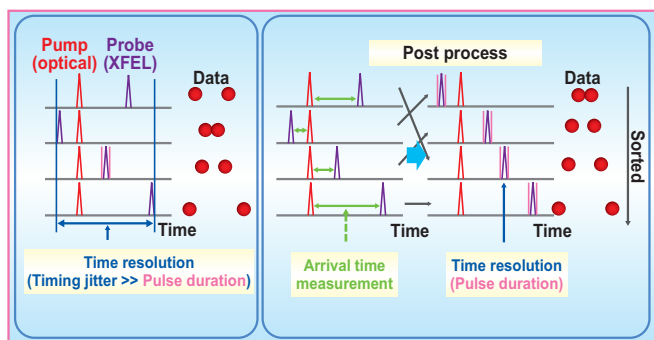 Pump
(optical)
Probe
(XFEL)
Data
Time
Time resolution
(Timing jitter >> Pulse duration)
Post process
Data
Sorted
Time
Time
Arrival time
measurement
Time resolution
(Pulse duration)